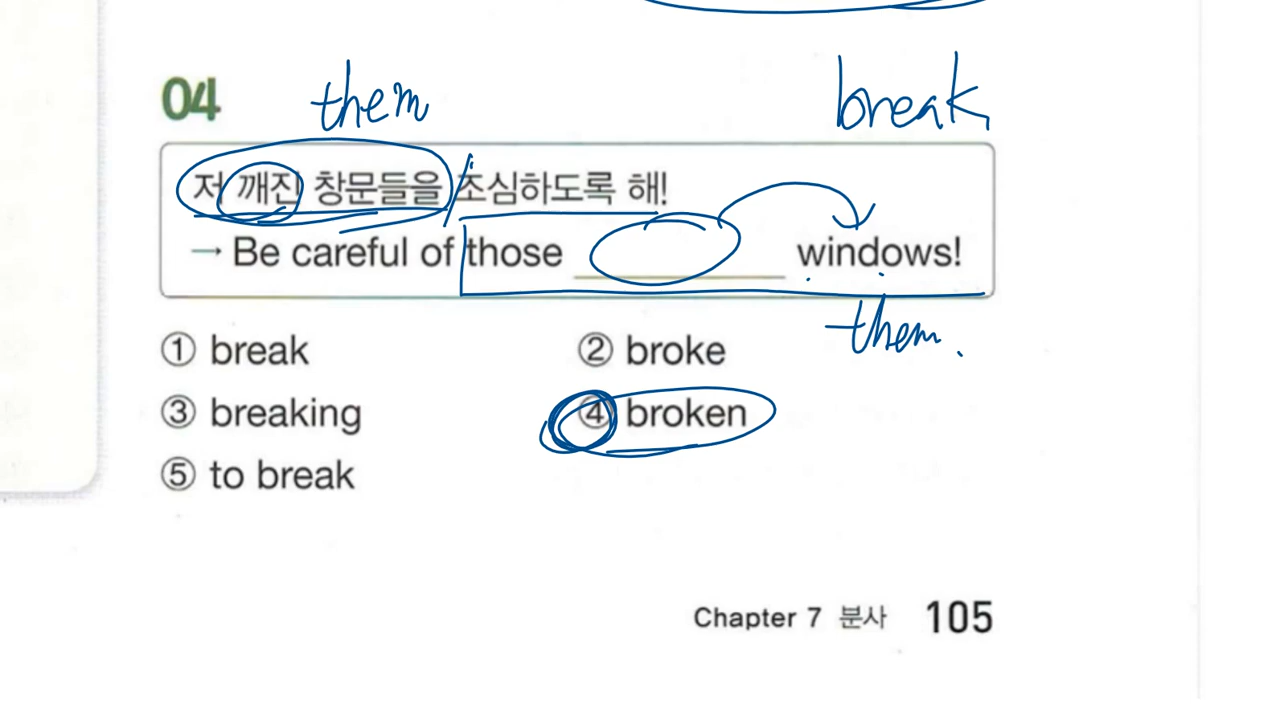 04
them
break
저 깨진 창문들을 조심하도록 해!
→ Be careful of those ________ windows!
them.
① break
② broke
③ breaking
④ broken
⑤ to break
Chapter 7 분사 105